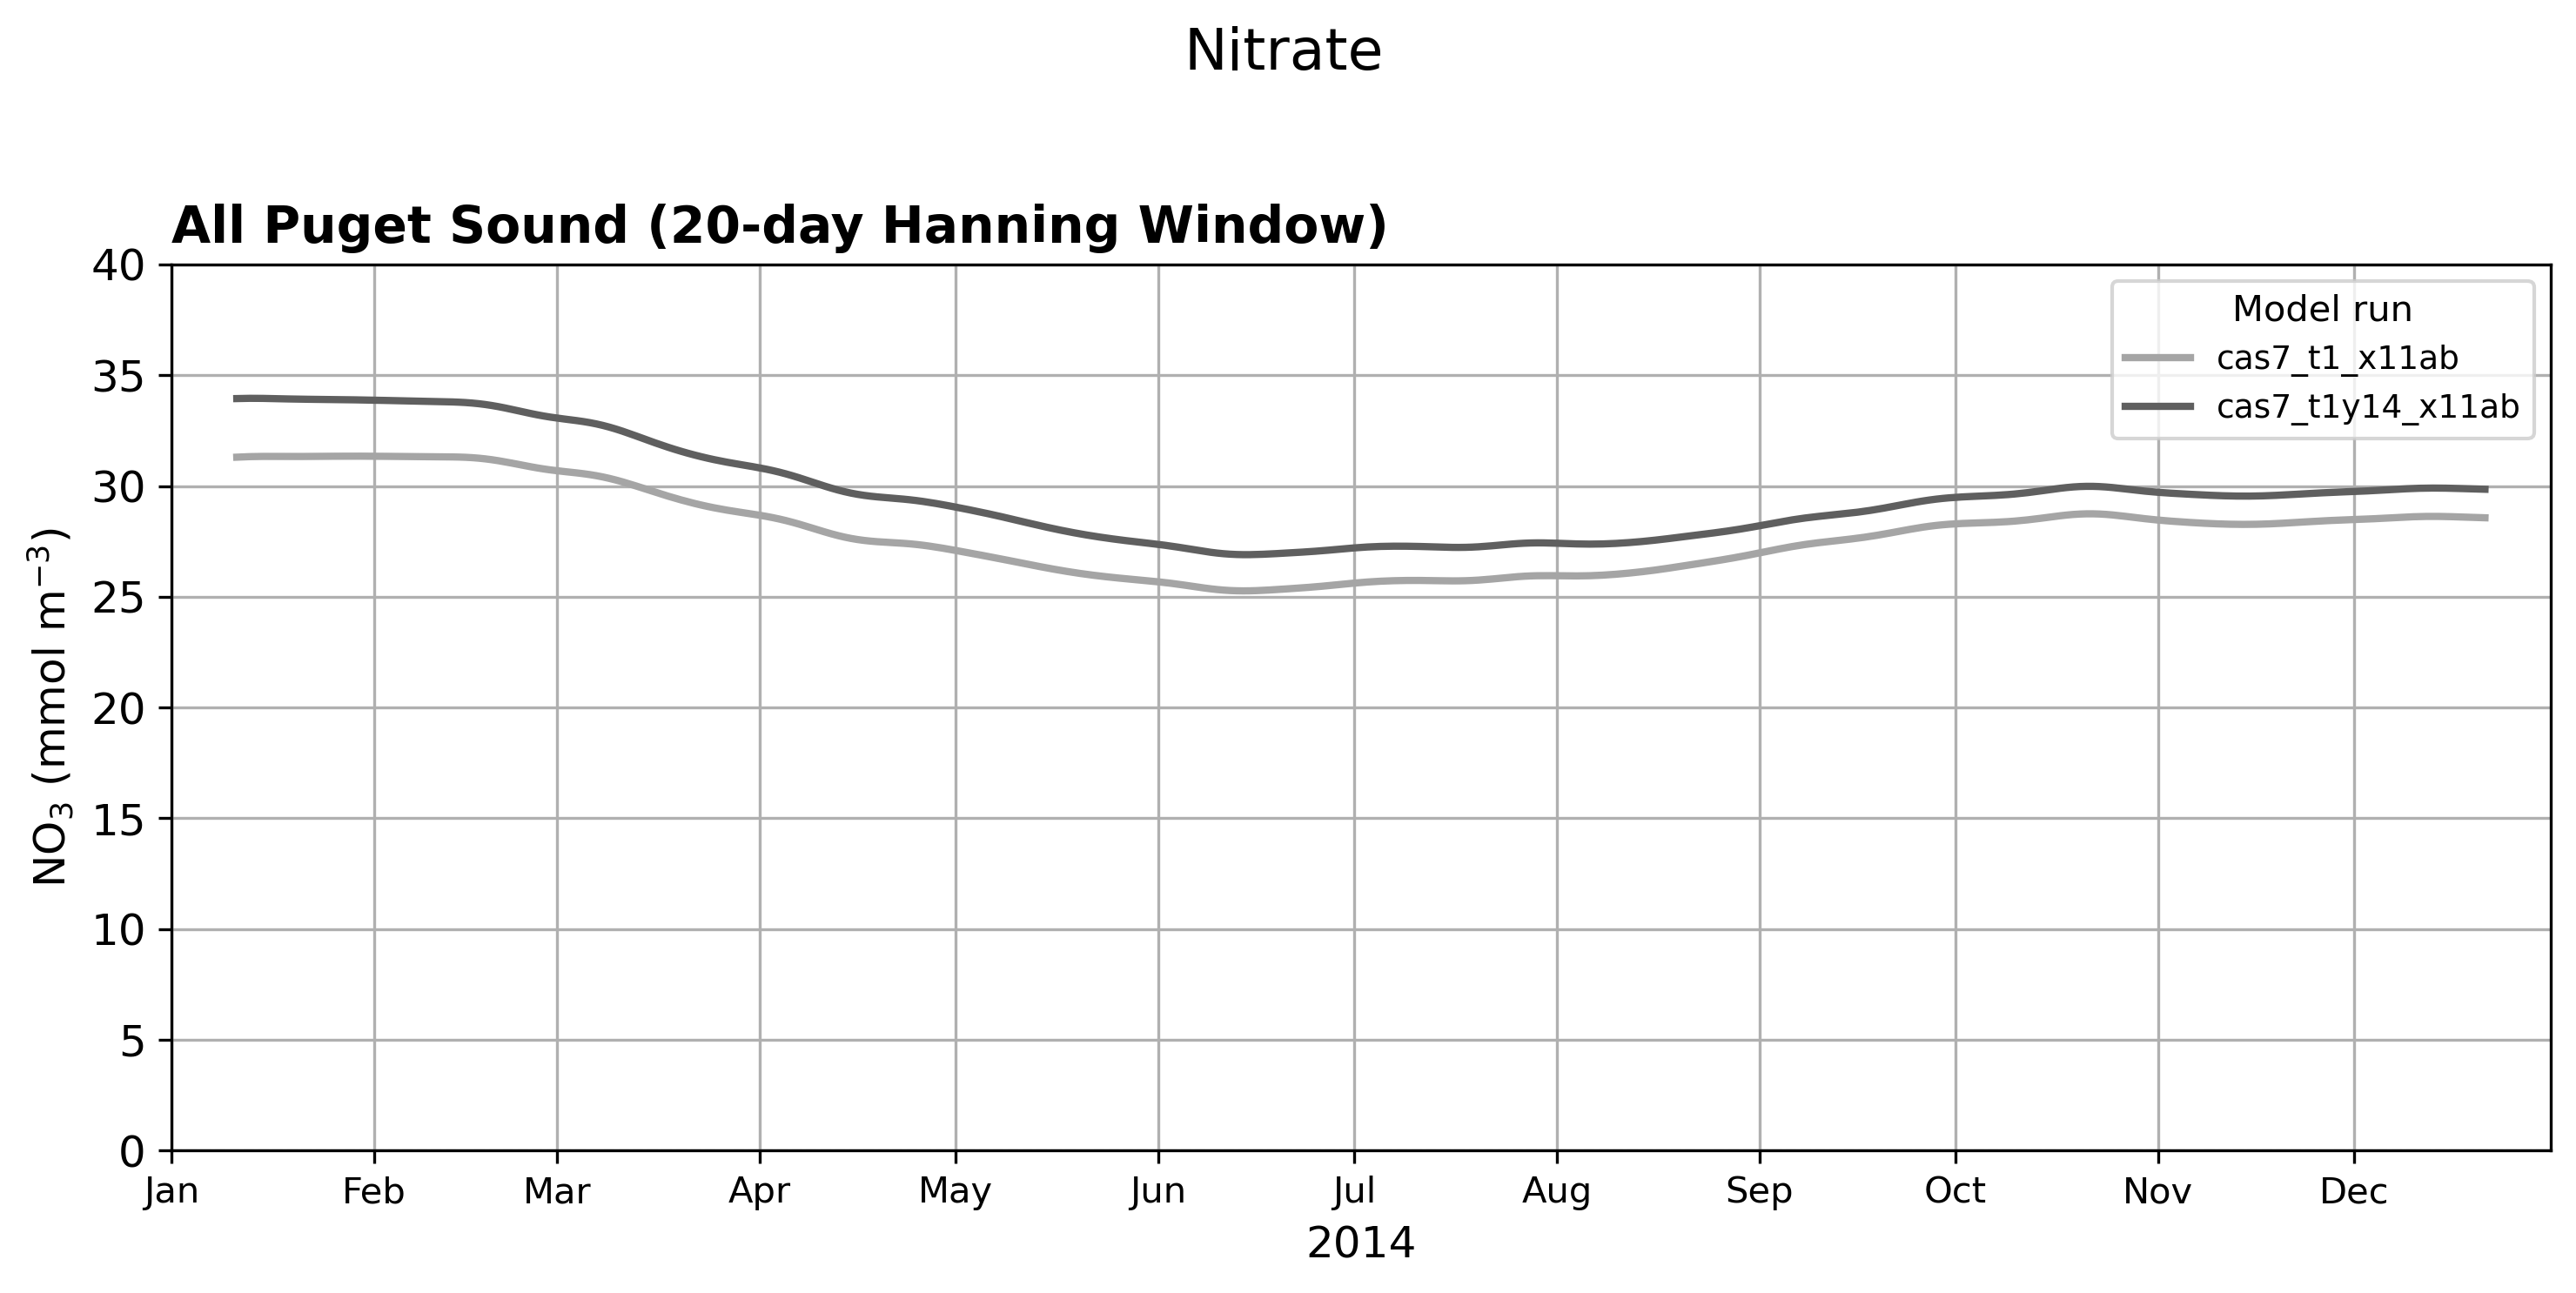 Nitrate
All Puget Sound (20-day Hanning Window)
40
35
30
25
20
15
10
5
0
NO₃ (mmol m⁻³)
Model run
cas7_t1_x11ab
cas7_t1y14_x11ab
Jan Feb Mar Apr May Jun Jul Aug Sep Oct Nov Dec
2014